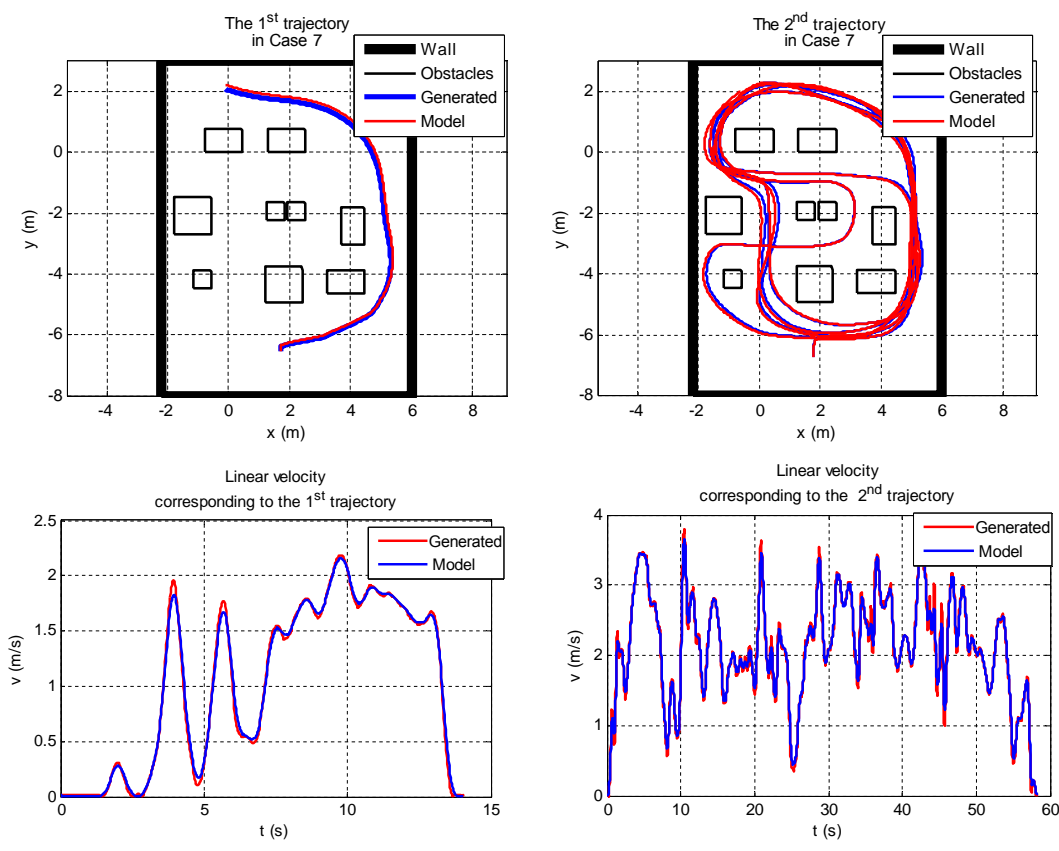 The 1st trajectory
in Case 7
Wall
Obstacles
Generated
Model
2
0
-2
-4
-6
-8
y (m)
-4
-2
0
2
4
6
8
x (m)
The 2nd trajectory
in Case 7
Wall
Obstacles
Generated
Model
2
0
-2
-4
-6
-8
y (m)
-4
-2
0
2
4
6
8
x (m)
Linear velocity
corresponding to the 1st trajectory
Generated
Model
2.5
2
1.5
1
0.5
0
v (m/s)
0
5
10
15
t (s)
Linear velocity
corresponding to the 2nd trajectory
Generated
Model
4
3
2
1
0
v (m/s)
0
10
20
30
40
50
60
t (s)